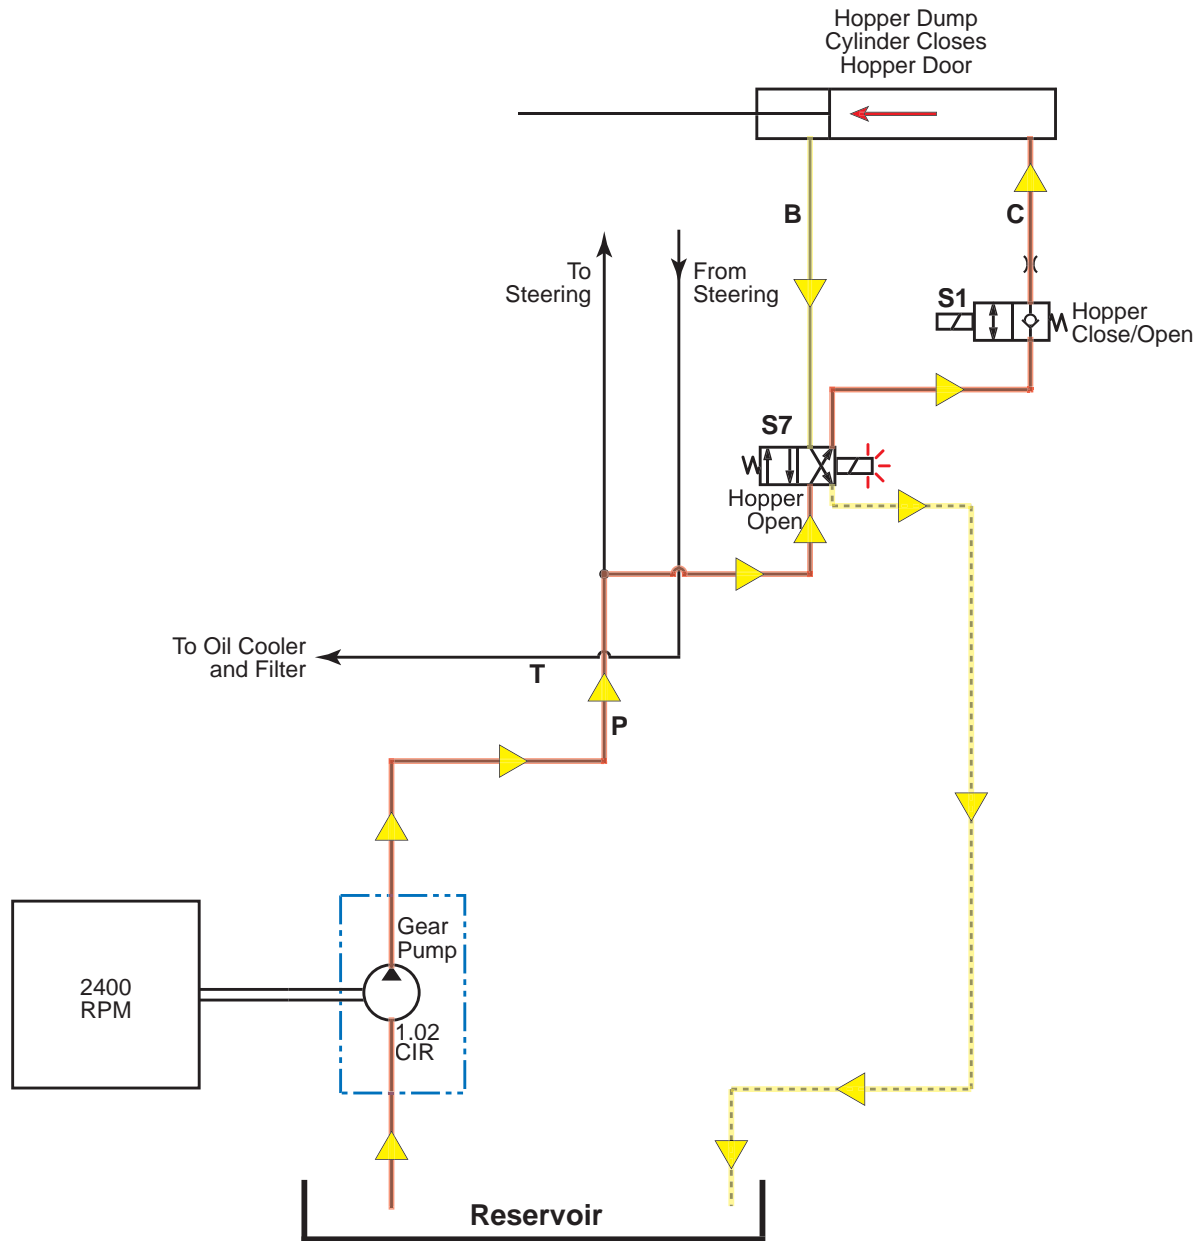 Hopper Dump
Cylinder Closes
Hopper Door
B
C
To
Steering
From
Steering
S1
Hopper
Close/Open
S7
Hopper
Open
To Oil Cooler
and Filter
T
P
Gear
Pump
2400
RPM
1.02
CIR
Reservoir